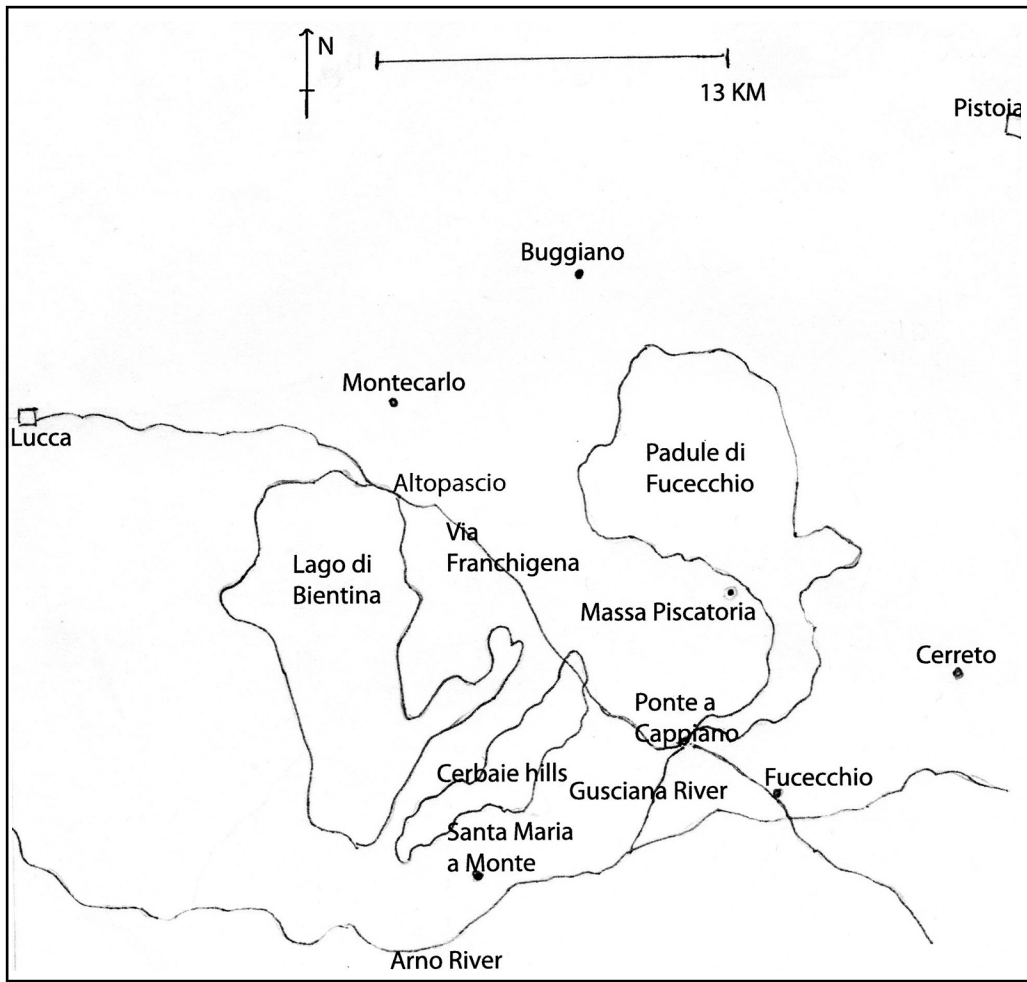 N
13 KM
Pistoia
Buggiano
Montecarlo
Lucca
Padule di
Fucecchio
Altopascio
Via
Franchigena
Lago di
Bientina
Massa Piscatoria
Cerreto
Ponte a
Cappiano
Cerbaie hills
Gusciana River
Fucecchio
Santa Maria
a Monte
Arno River